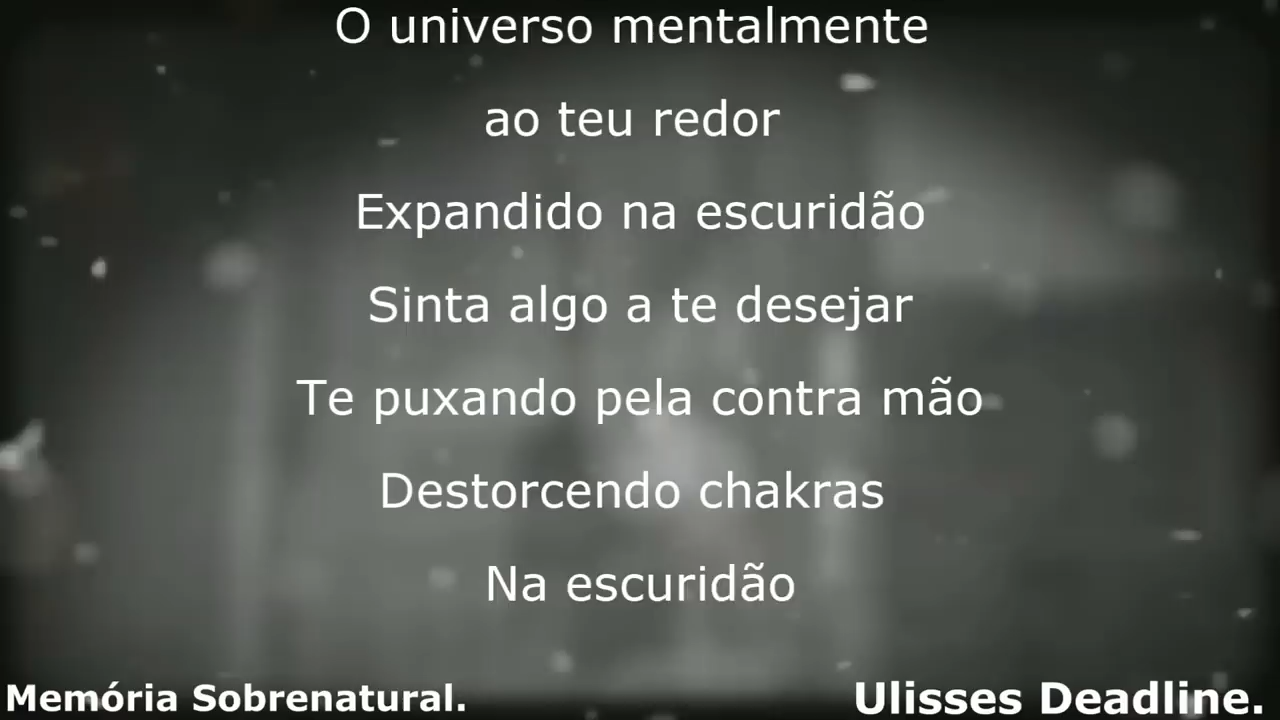 O universo mentalmente
ao teu redor
Expandido na escuridão
Sinta algo a te desejar
Te puxando pela contra mão
Destorcendo chakras
Na escuridão
Memória Sobrenatural.
Ulisses Deadline.